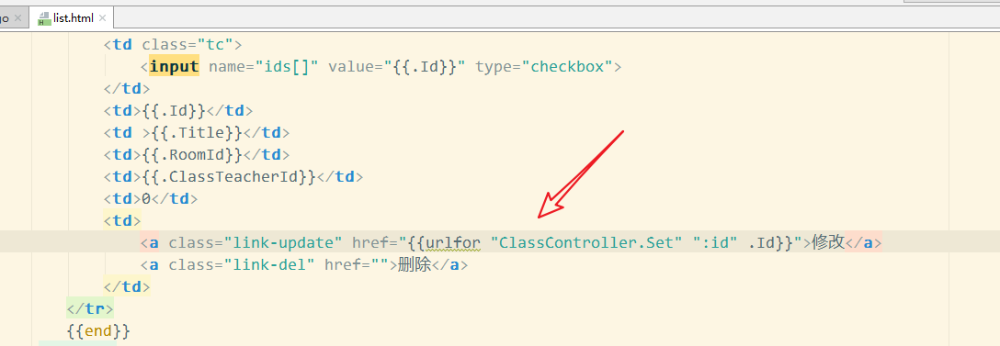 go × list.html ×
<td class="tc">
<input name="ids[]" value="{{.Id}}" type="checkbox">
</td>
<td>{{.Id}}</td>
<td >{{.Title}}</td>
<td>{{.RoomId}}</td>
<td>{{.ClassTeacherId}}</td>
<td>0</td>
<td>
<a class="link-update" href="{{urlfor "ClassController.Set" ":id" .Id}}">修改</a>
<a class="link-del" href="">删除</a>
</td>
</tr>
{{end}}